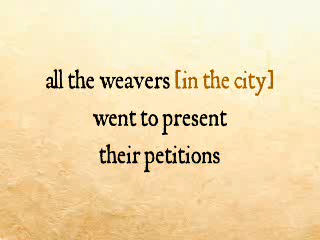 all the weavers [in the city]
went to present
their petitions